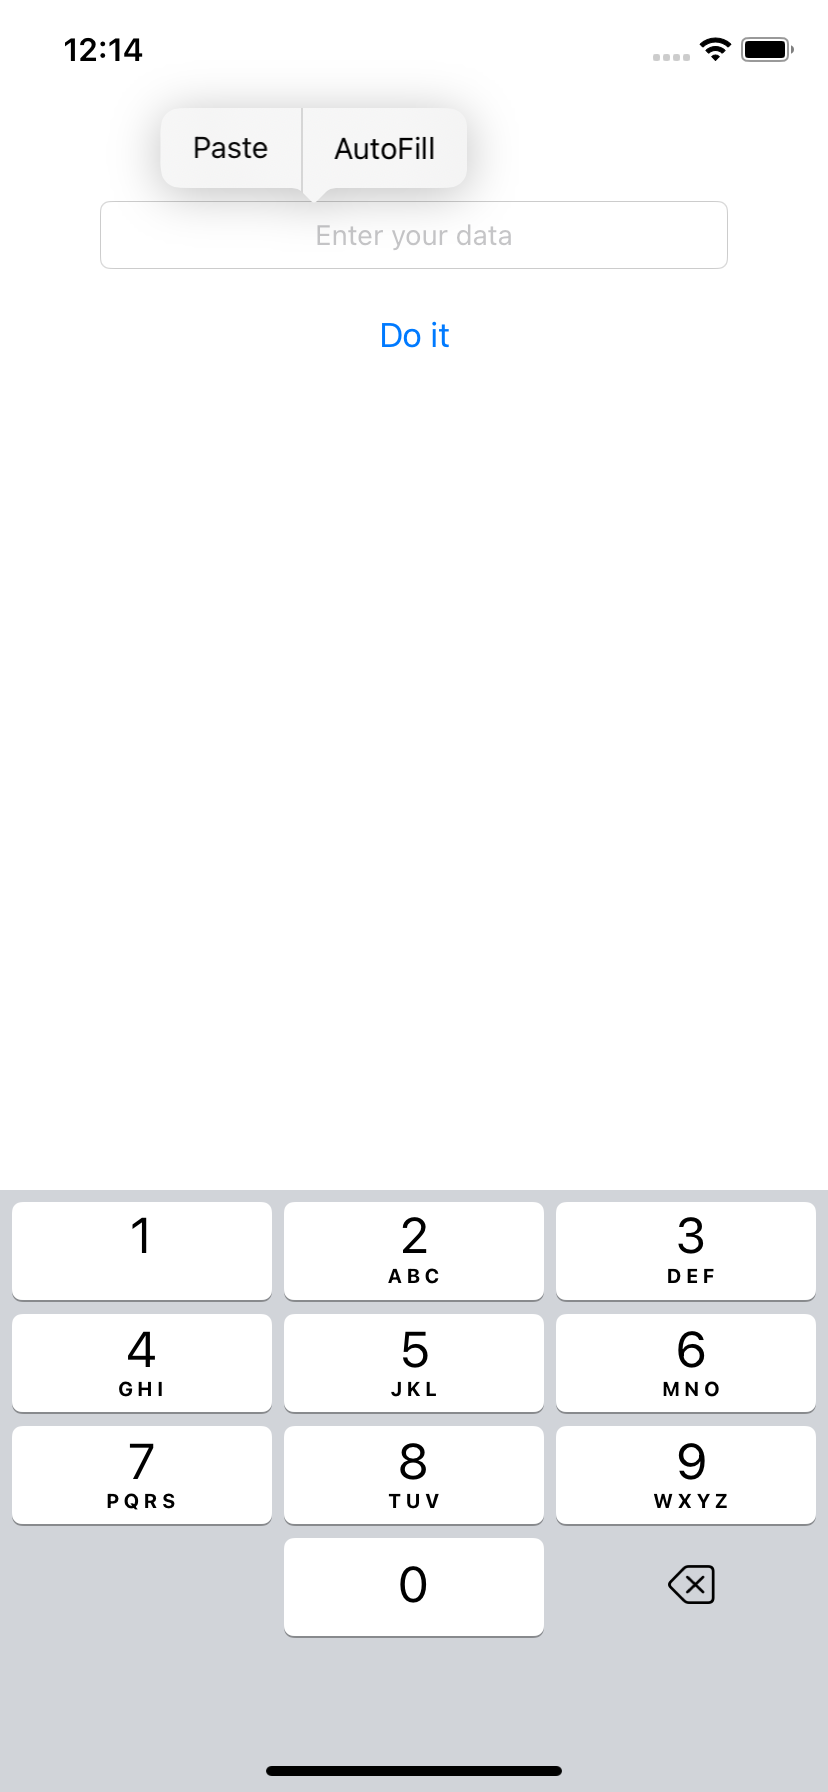 12:14
Paste AutoFill
Enter your data
Do it
1 2 3
ABC DEF
4 5 6
GHI JKL MNO
7 8 9
PQRS TUV WXYZ
0